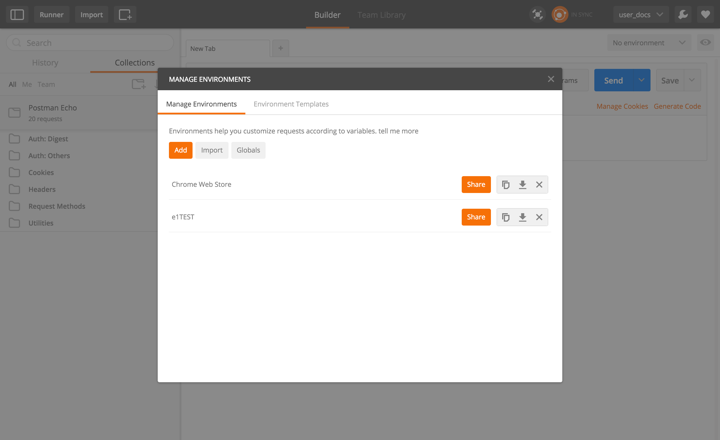 Runner
Import
Builder
Team Library
user_docs
Search
History
Collections
All Me Team
Postman Echo
20 requests
Auth: Digest
Auth: Others
Cookies
Headers
Request Methods
Utilities
New Tab
No environment
Send
Save
Manage Cookies Generate Code
MANAGE ENVIRONMENTS
Manage Environments
Environment Templates
Environments help you customize requests according to variables, tell me more
Add
Import
Globals
Chrome Web Store
Share
e1TEST
Share